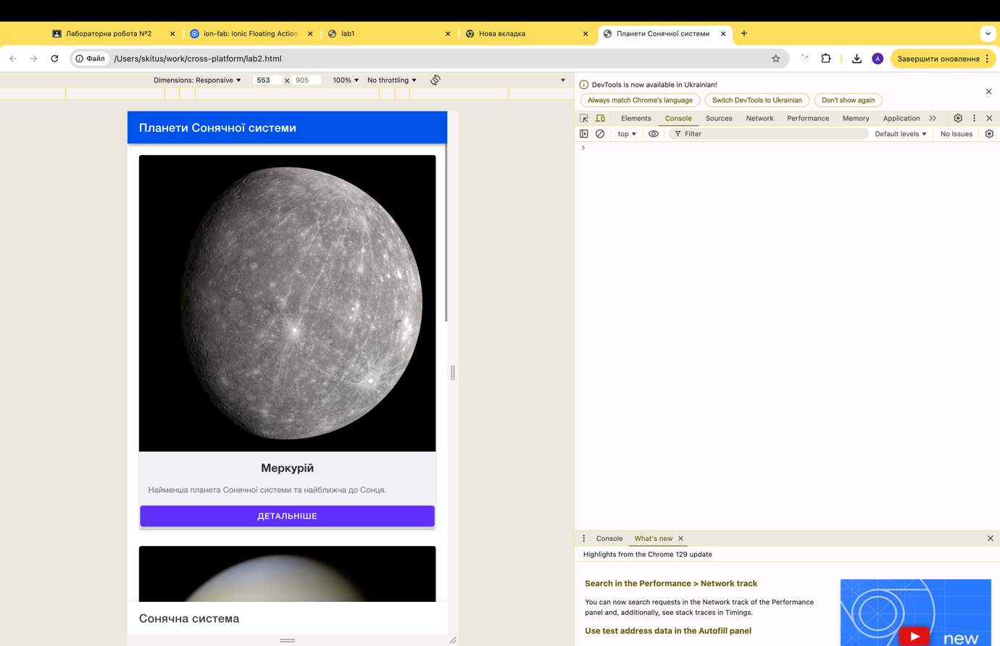 Лабораторна робота №2
ion-fab: Ionic Floating Action
lab1
Нова вкладка
Планети Сонячної системи
Файл
/Users/skitus/work/cross-platform/lab2.html
A
Завершити оновлення
Dimensions: Responsive
553 × 905
100%
No throttling
Планети Сонячної системи
Меркурій
Найменша планета Сонячної системи та найближча до Сонця.
ДЕТАЛЬНІШЕ
Сонячна система
DevTools is now available in Ukrainian!
Always match Chrome's language
Switch DevTools to Ukrainian
Don't show again
Elements
Console
Sources
Network
Performance
Memory
Application
top
Filter
Default levels
No Issues
Console
What's new
Highlights from the Chrome 129 update
Search in the Performance > Network track
You can now search requests in the Network track of the Performance
panel and, additionally, see stack traces in Timings.
Use test address data in the Autofill panel
new